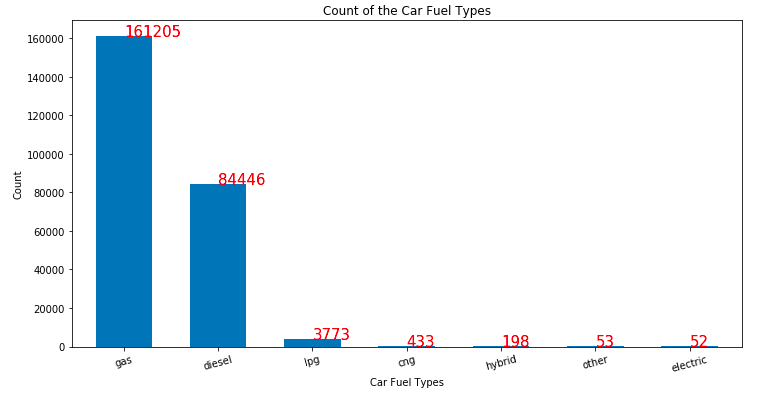 Count of the Car Fuel Types
161205
84446
3773
433
198
53
52
160000
140000
120000
100000
80000
60000
40000
20000
0
Count
gas
diesel
lpg
cng
hybrid
other
electric
Car Fuel Types